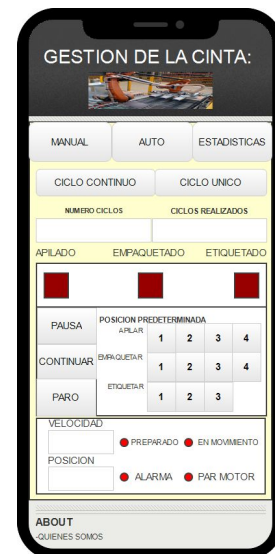 GESTION DE LA CINTA:
MANUAL AUTO ESTADISTICAS
CICLO CONTINUO CICLO UNICO
NUMERO CICLOS CICLOS REALIZADOS
APILADO EMPAQUETADO ETIQUETADO
PAUSA POSICION PREDETERMINADA
APILAR 1 2 3 4
CONTINUAR EMPAQUETAR 1 2 3 4
PARO ETIQUETAR 1 2 3
VELOCIDAD
PREPARADO EN MOVIMIENTO
POSICION
ALARMA PAR MOTOR
ABOUT
-QUIENES SOMOS